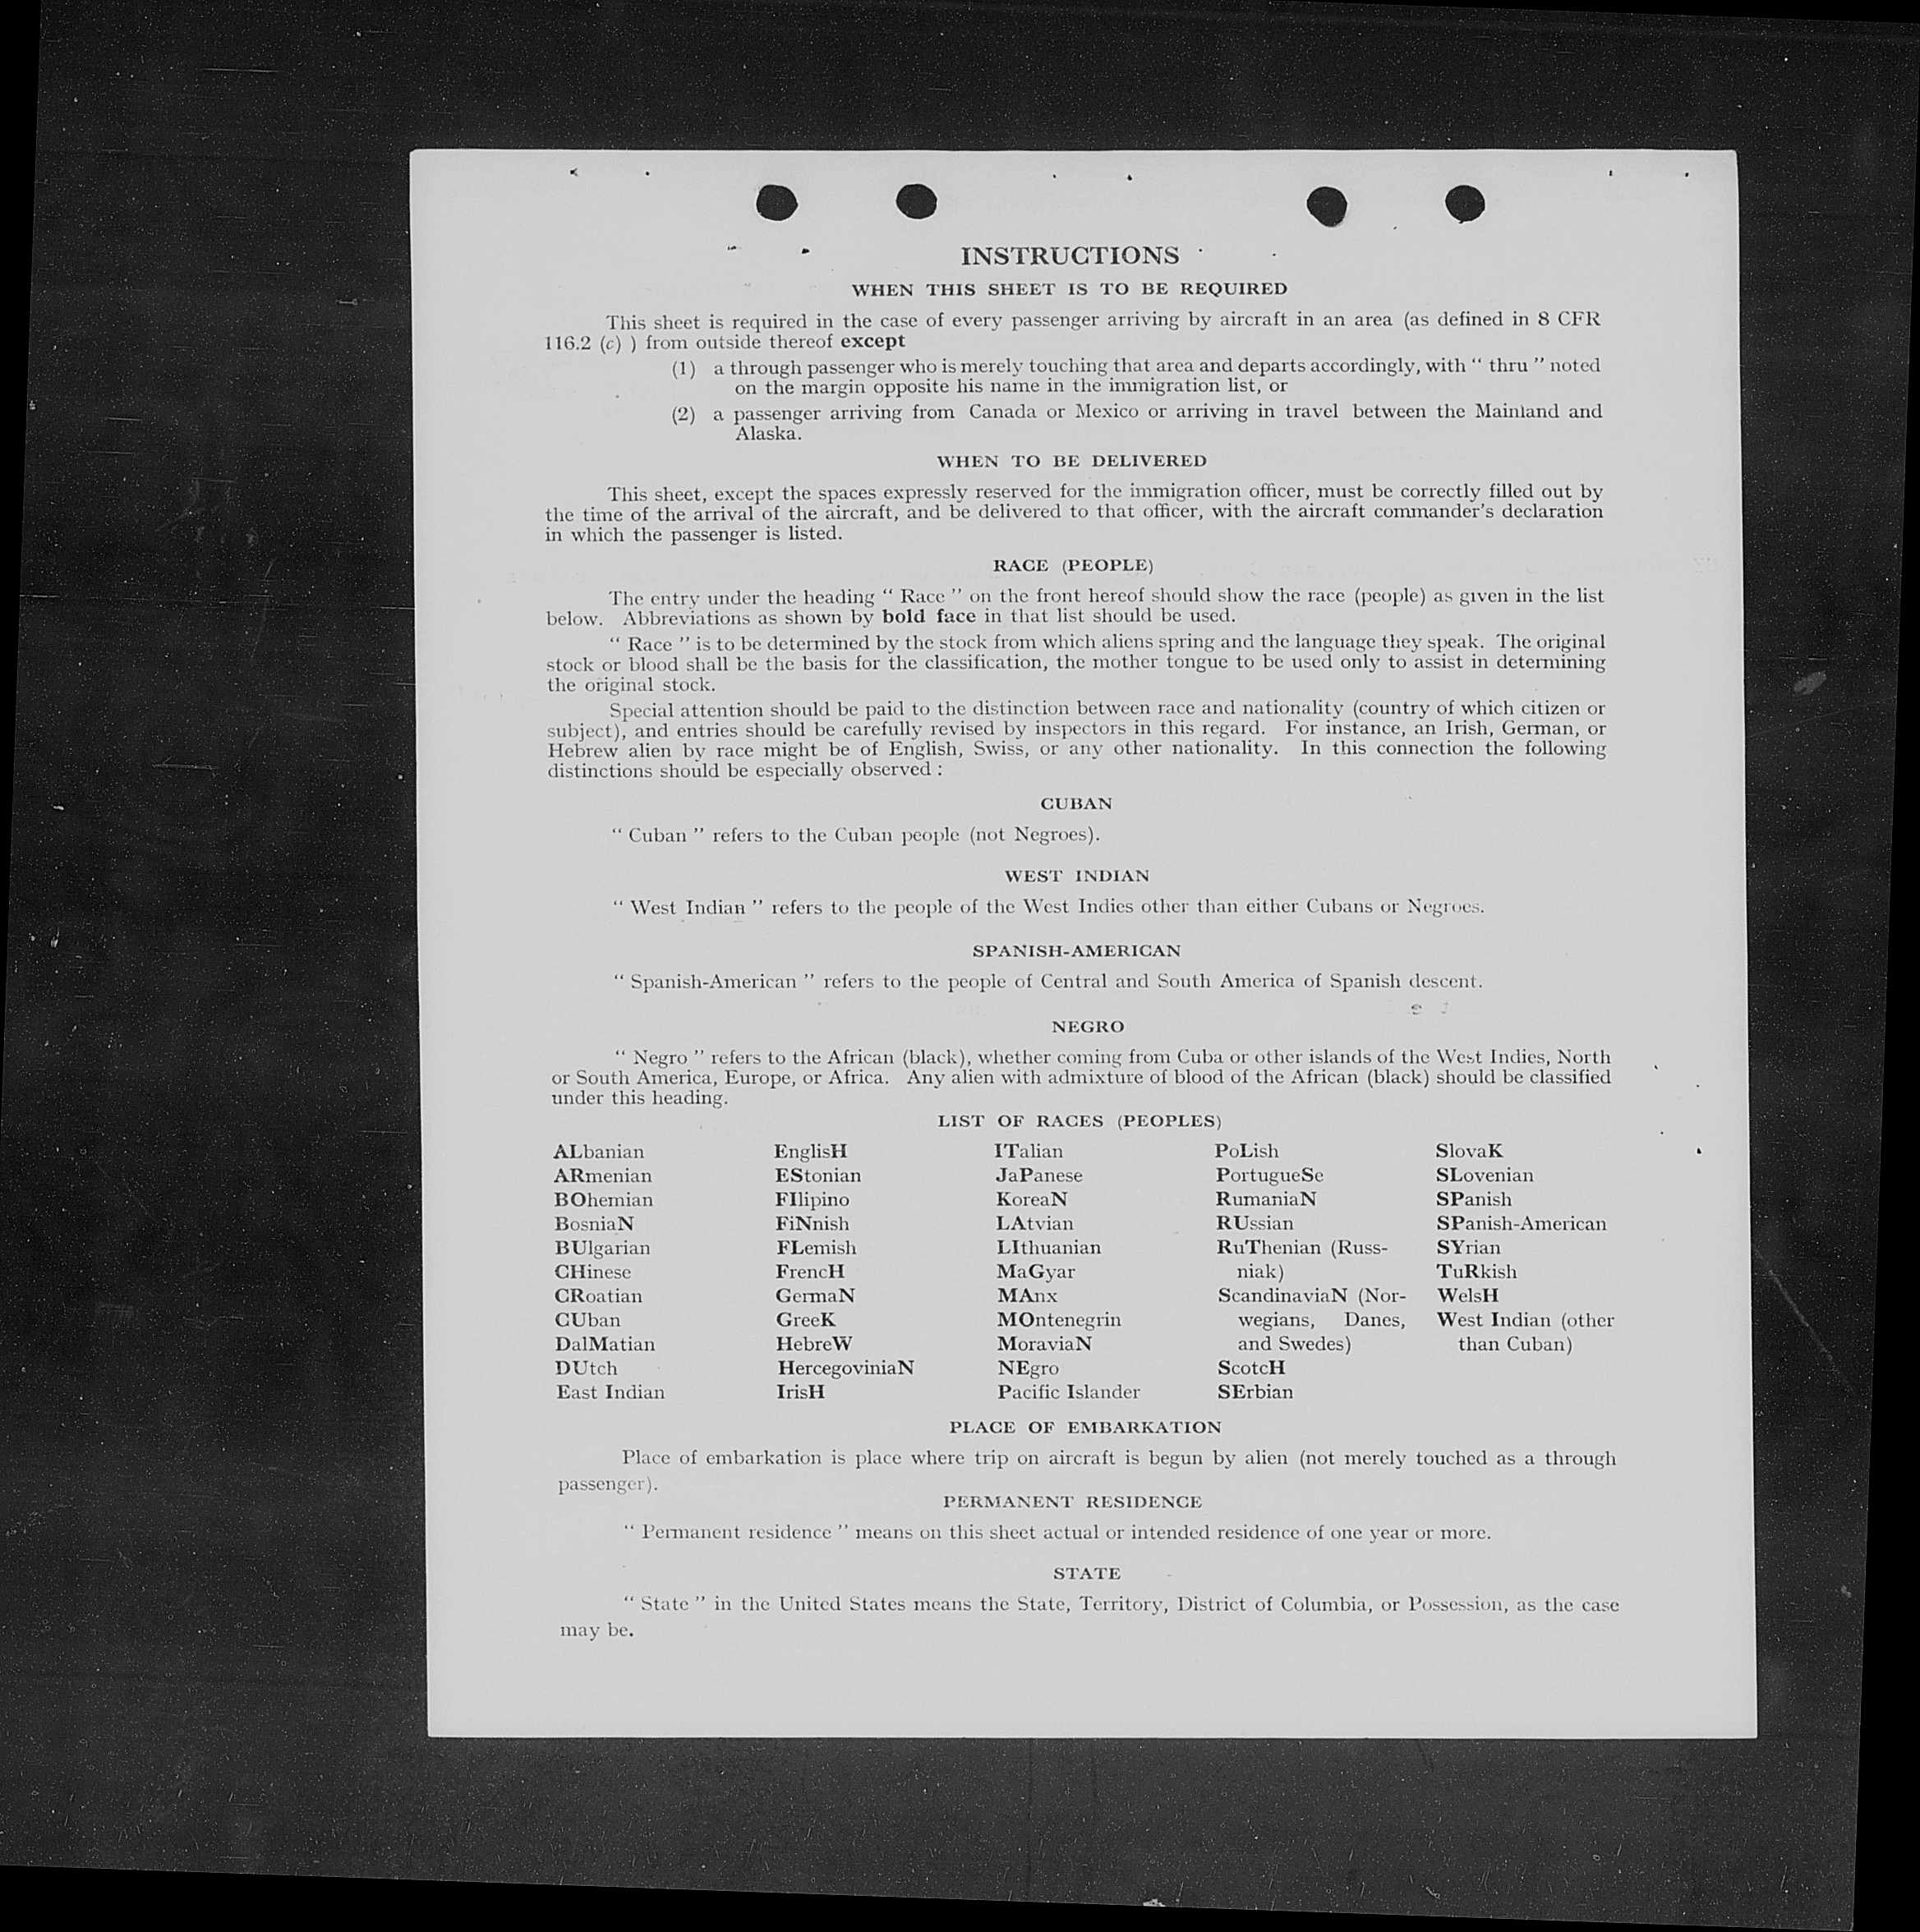 INSTRUCTIONS
WHEN THIS SHEET IS TO BE REQUIRED
This sheet is required in the case of every passenger arriving by aircraft in an area (as defined in 8 CFR
116.2 (c) ) from outside thereof except
(1) a through passenger who is merely touching that area and departs accordingly, with “ thru ” noted
on the margin opposite his name in the immigration list, or
(2) a passenger arriving from Canada or Mexico or arriving in travel between the Mainland and
Alaska.
WHEN TO BE DELIVERED
This sheet, except the spaces expressly reserved for the immigration officer, must be correctly filled out by
the time of the arrival of the aircraft, and be delivered to that officer, with the aircraft commander's declaration
in which the passenger is listed.
RACE (PEOPLE)
The entry under the heading “ Race ” on the front hereof should show the race (people) as given in the list
below. Abbreviations as shown by bold face in that list should be used.
“ Race ” is to be determined by the stock from which aliens spring and the language they speak. The original
stock or blood shall be the basis for the classification, the mother tongue to be used only to assist in determining
the original stock.
Special attention should be paid to the distinction between race and nationality (country of which citizen or
subject), and entries should be carefully revised by inspectors in this regard. For instance, an Irish, German, or
Hebrew alien by race might be of English, Swiss, or any other nationality. In this connection the following
distinctions should be especially observed :
CUBAN
“ Cuban ” refers to the Cuban people (not Negroes).
WEST INDIAN
“ West Indian ” refers to the people of the West Indies other than either Cubans or Negroes.
SPANISH-AMERICAN
“ Spanish-American ” refers to the people of Central and South America of Spanish descent.
NEGRO
“ Negro ” refers to the African (black), whether coming from Cuba or other islands of the West Indies, North
or South America, Europe, or Africa. Any alien with admixture of blood of the African (black) should be classified
under this heading.
LIST OF RACES (PEOPLES)
ALbanian
ARmenian
BOhemian
BosniaN
BUlgarian
CHinese
CRoatian
CUban
DalMatian
DUtch
East Indian
EnglisH
EStonian
FIlipino
FiNnish
FLemish
FrencH
GermaN
GreeK
HebreW
HercegoviniaN
IrisH
ITalian
JaPanese
KoreaN
LAtvian
LIthuanian
MaGyar
MAnx
MOntenegrin
MoraviaN
NEgro
Pacific Islander
PoLish
PortugueSe
RumaniaN
RUssian
RuThenian (Russ-
niak)
ScandinaviaN (Nor-
wegians, Danes,
and Swedes)
ScotcH
SErbian
SlovaK
SLovenian
SPanish
SPanish-American
SYrian
TuRkish
WelsH
West Indian (other
than Cuban)
PLACE OF EMBARKATION
Place of embarkation is place where trip on aircraft is begun by alien (not merely touched as a through
passenger).
PERMANENT RESIDENCE
“ Permanent residence ” means on this sheet actual or intended residence of one year or more.
STATE
“ State ” in the United States means the State, Territory, District of Columbia, or Possession, as the case
may be.